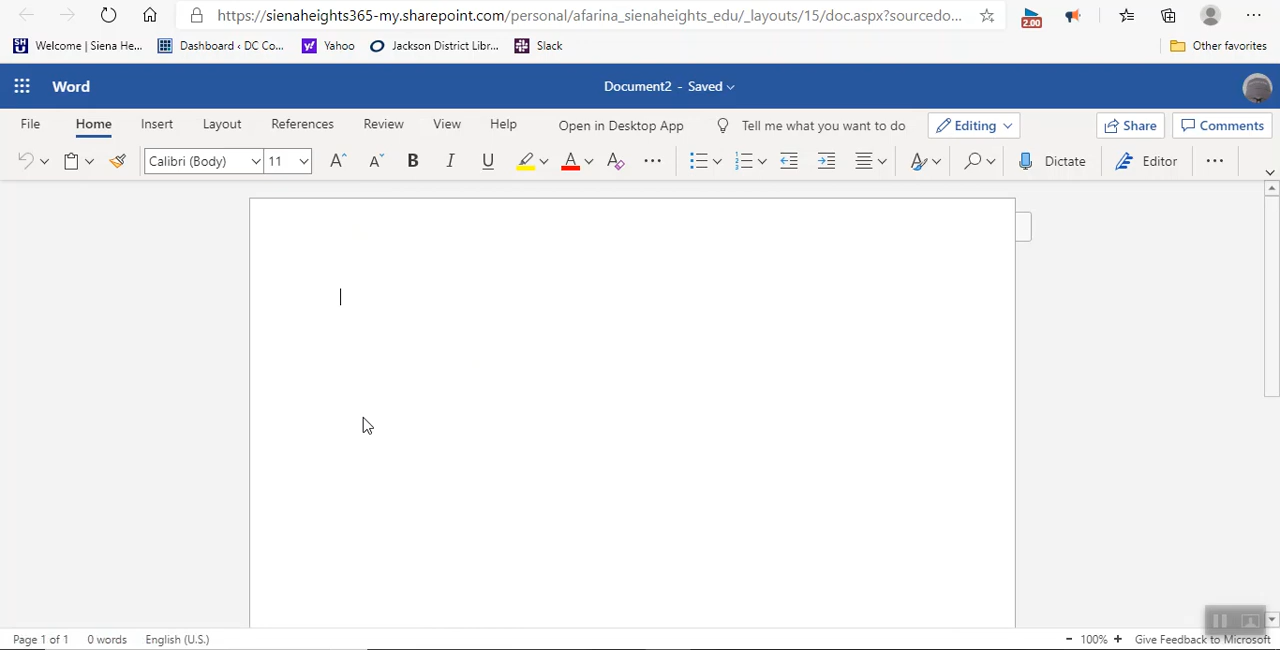 https://sienaheights365-my.sharepoint.com/personal/afarina_sienaheights_edu/_layouts/15/doc.aspx?sourcedo...
2.00
SHU Welcome | Siena He... Dashboard ‹ DC Co... Yahoo Jackson District Libr... Slack Other favorites
Word Document2 - Saved
File Home Insert Layout References Review View Help Open in Desktop App Tell me what you want to do Editing Share Comments
Calibri (Body) 11 A A B I U A A Dictate Editor
Page 1 of 1 0 words English (U.S.) - 100% + Give Feedback to Microsoft